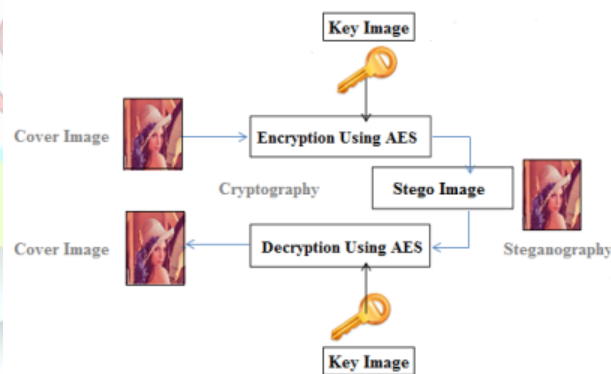 Key Image
Cover Image
Encryption Using AES
Cryptography
Stego Image
Cover Image
Decryption Using AES
Steganography
Key Image